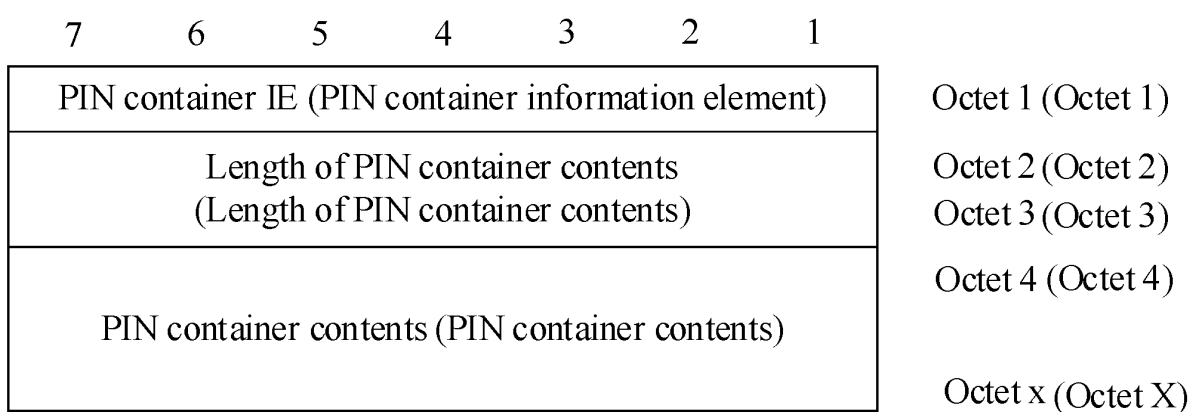 7 6 5 4 3 2 1
PIN container IE (PIN container information element) Octet 1 (Octet 1)
Length of PIN container contents Octet 2 (Octet 2)
(Length of PIN container contents) Octet 3 (Octet 3)
Octet 4 (Octet 4)
PIN container contents (PIN container contents)
Octet x (Octet X)